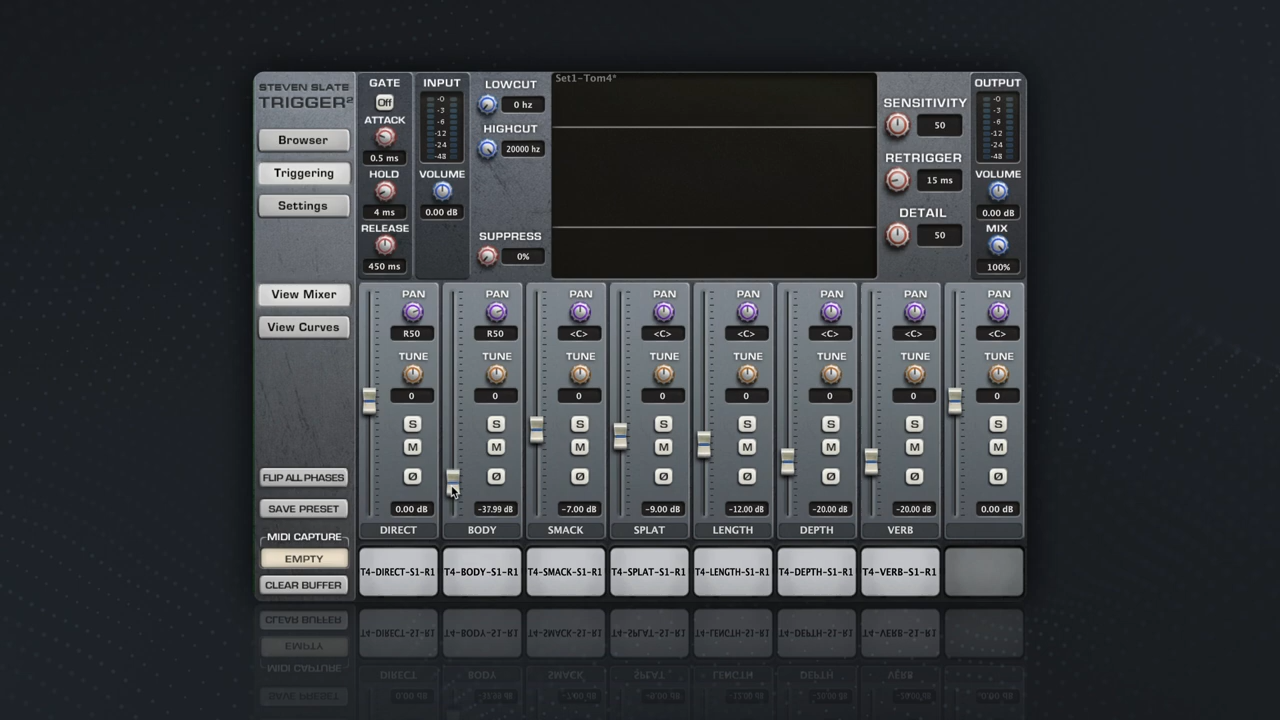 STEVEN SLATE
TRIGGER²
Browser
Triggering
Settings
View Mixer
View Curves
FLIP ALL PHASES
SAVE PRESET
MIDI CAPTURE
EMPTY
CLEAR BUFFER
GATE
Off
ATTACK
0.5 ms
HOLD
4 ms
RELEASE
450 ms
INPUT
-0
-3
-6
-12
-24
-48
VOLUME
0.00 dB
LOWCUT
0 hz
HIGHCUT
20000 hz
SUPPRESS
0%
Set1-Tom4*
SENSITIVITY
50
RETRIGGER
15 ms
DETAIL
50
OUTPUT
-0
-3
-6
-12
-24
-48
VOLUME
0.00 dB
MIX
100%
PAN PAN PAN PAN PAN PAN PAN PAN
R50 R50 <C> <C> <C> <C> <C> <C>
TUNE TUNE TUNE TUNE TUNE TUNE TUNE TUNE
0 0 0 0 0 0 0 0
S S S S S S S S
M M M M M M M M
Ø Ø Ø Ø Ø Ø Ø Ø
0.00 dB -37.99 dB -7.00 dB -9.00 dB -12.00 dB -20.00 dB -20.00 dB 0.00 dB
DIRECT BODY SMACK SPLAT LENGTH DEPTH VERB
T4-DIRECT-S1-R1 T4-BODY-S1-R1 T4-SMACK-S1-R1 T4-SPLAT-S1-R1 T4-LENGTH-S1-R1 T4-DEPTH-S1-R1 T4-VERB-S1-R1